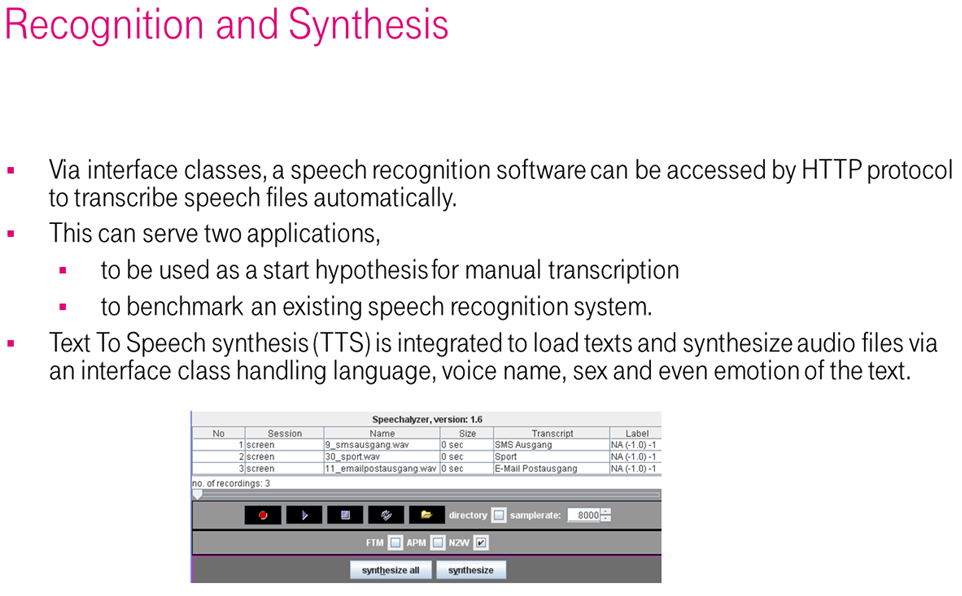 Recognition and Synthesis
Via interface classes, a speech recognition software can be accessed by HTTP protocol
to transcribe speech files automatically.
This can serve two applications,
to be used as a start hypothesis for manual transcription
to benchmark an existing speech recognition system.
Text To Speech synthesis (TTS) is integrated to load texts and synthesize audio files via
an interface class handling language, voice name, sex and even emotion of the text.
Speechalyzer, version: 1.6
No Session Name Size Transcript Label
1 screen 9_smsausgang.wav 0 sec SMS Ausgang NA (-1.0) -1
2 screen 30_sport.wav 0 sec Sport NA (-1.0) -1
3 screen 11_emailpostausgang.wav 0 sec E-Mail Postausgang NA (-1.0) -1
no. of recordings: 3
directory samplerate: 8000
FTM APM N2W
synthesize all synthesize